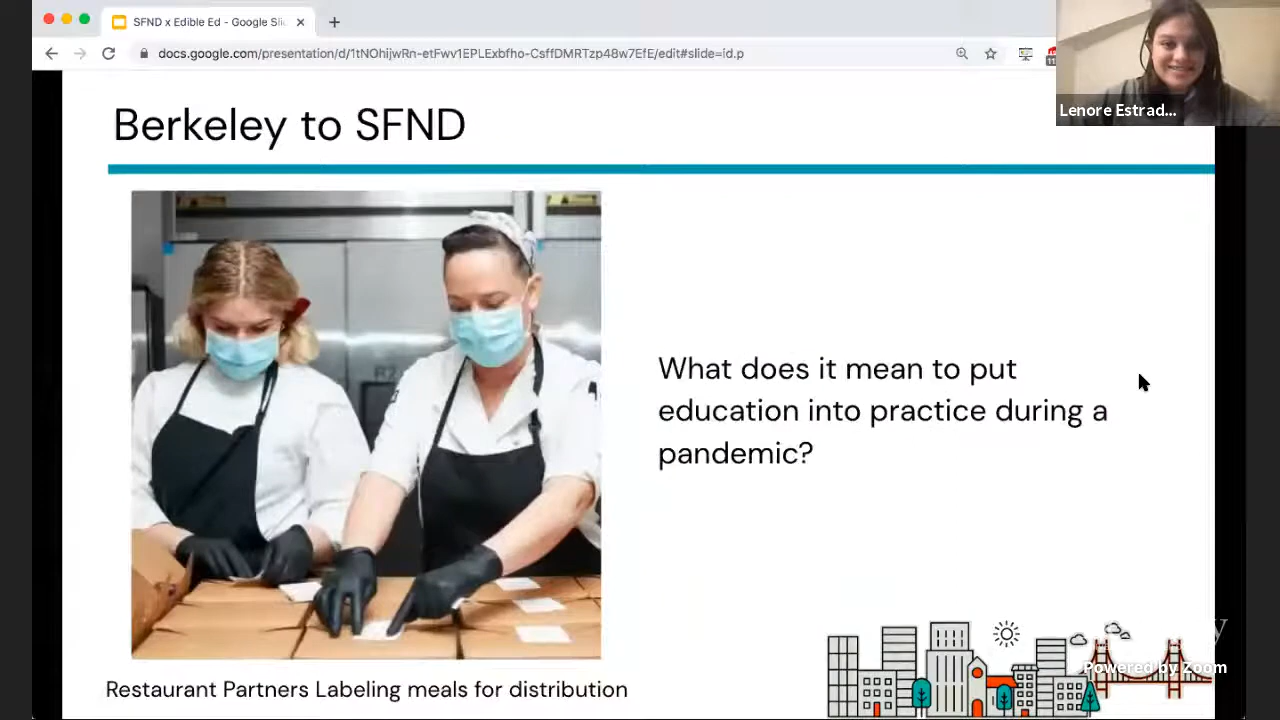 SFND x Edible Ed - Google Sli
docs.google.com/presentation/d/1tNOhijwRn-etFwv1EPLExbfho-CsffDMRTzp48w7EfE/edit#slide=id.p
Lenore Estrad...
Berkeley to SFND
What does it mean to put
education into practice during a
pandemic?
Powered by Zoom
Restaurant Partners Labeling meals for distribution